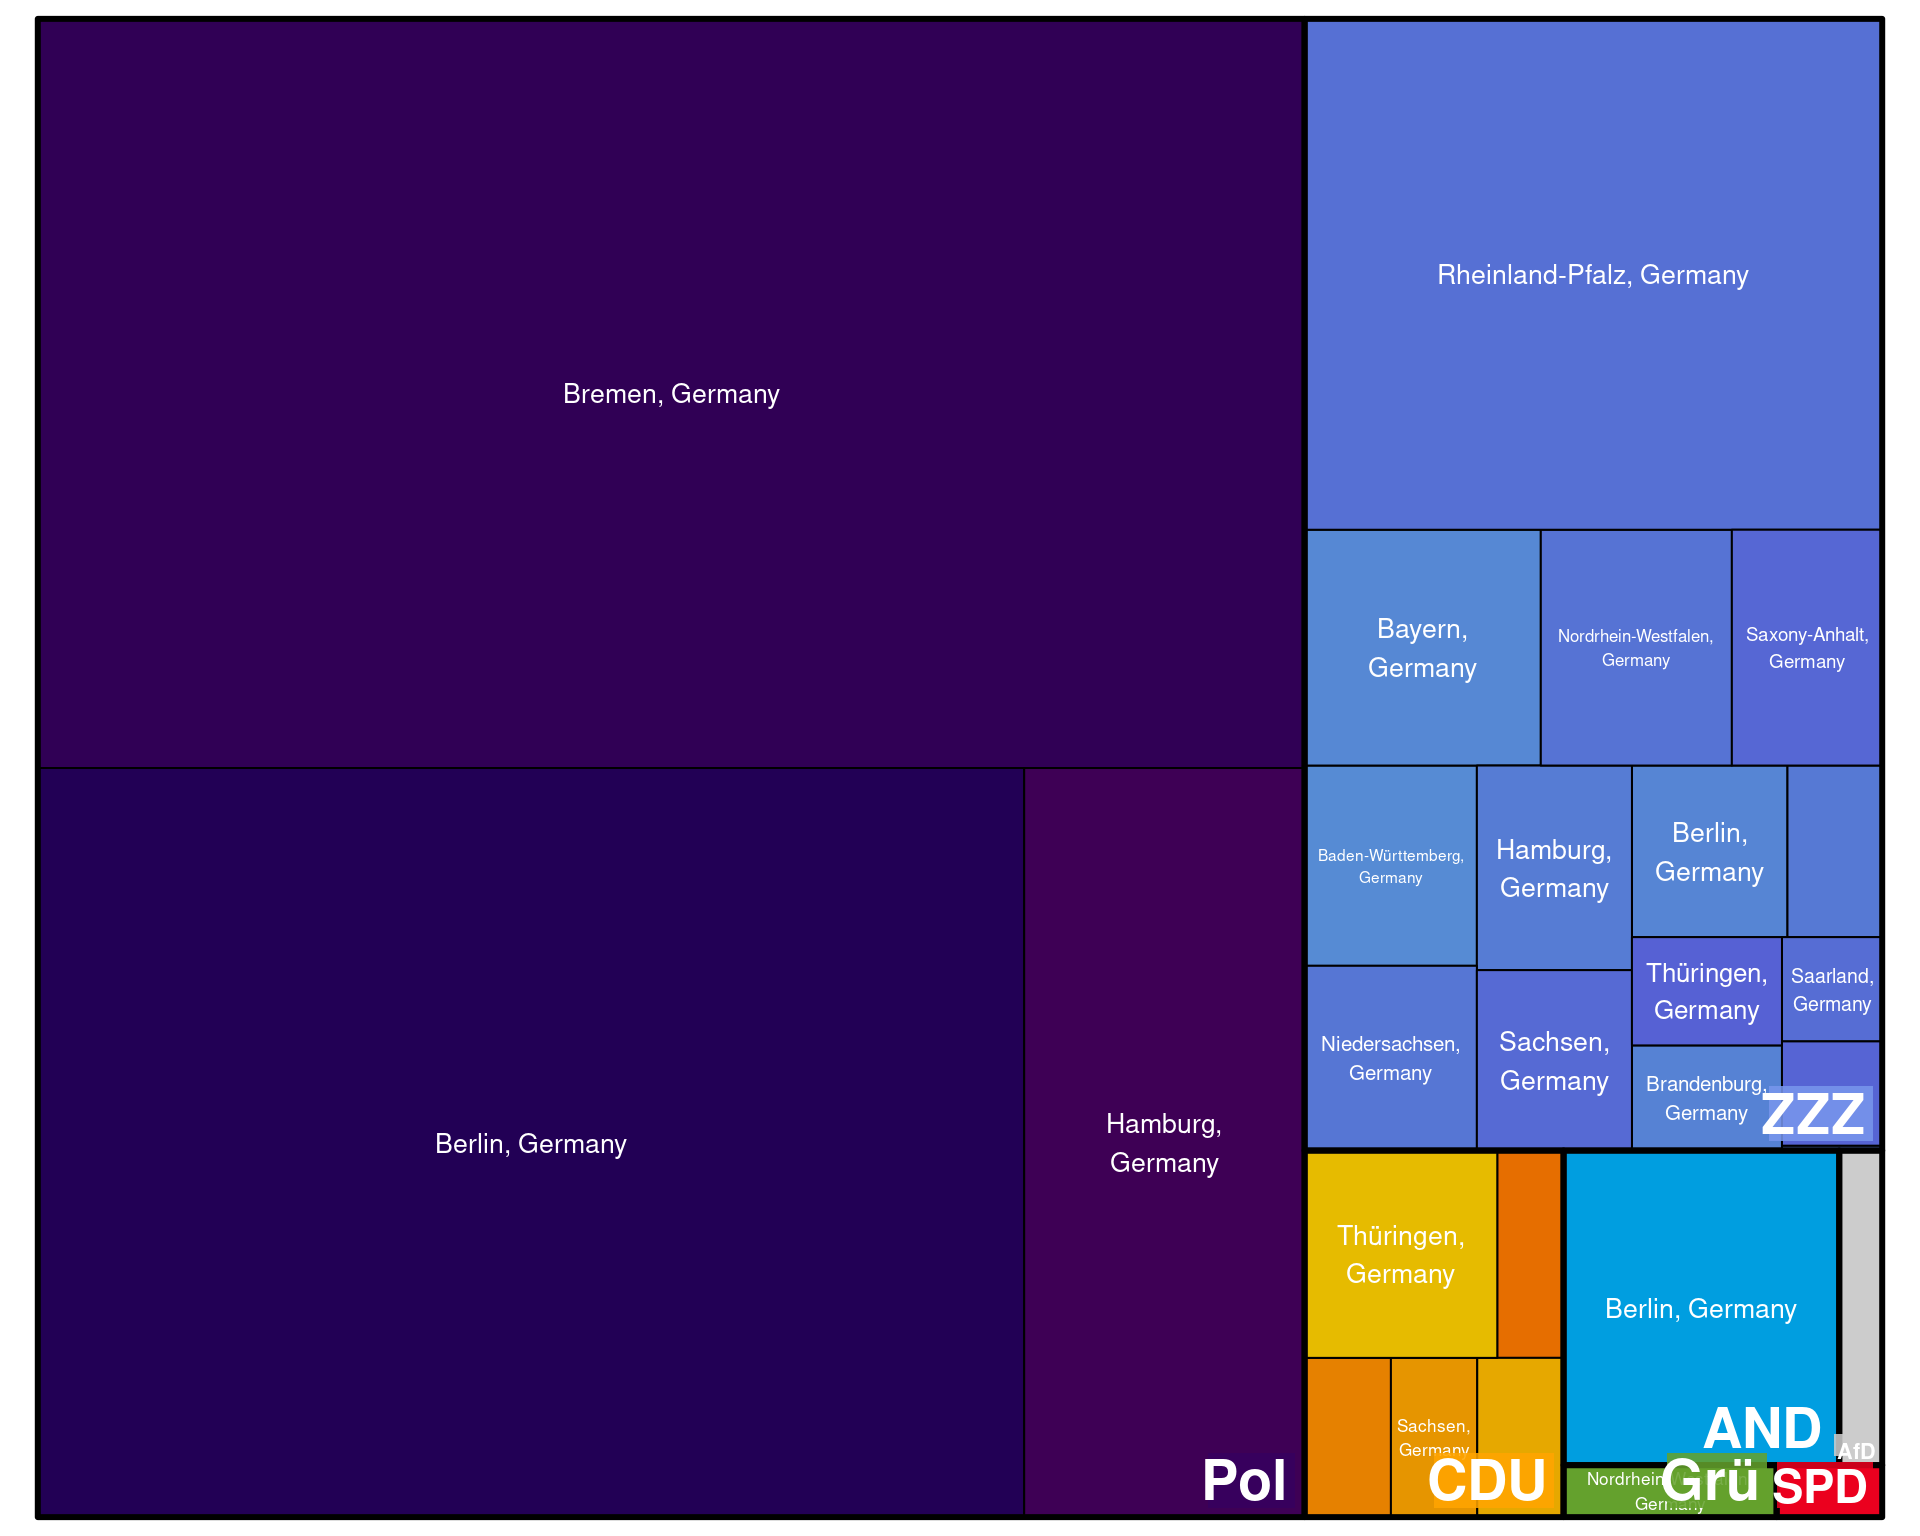 Bremen, Germany
Berlin, Germany
Hamburg,
Germany
Pol
Rheinland-Pfalz, Germany
Bayern,
Germany
Nordrhein-Westfalen,
Germany
Saxony-Anhalt,
Germany
Baden-Württemberg,
Germany
Hamburg,
Germany
Berlin,
Germany
Niedersachsen,
Germany
Sachsen,
Germany
Thüringen,
Germany
Saarland,
Germany
Brandenburg,
Germany
ZZZ
Thüringen,
Germany
Sachsen,
Germany
CDU
Berlin, Germany
AND
AfD
Germany
Grü
SPD